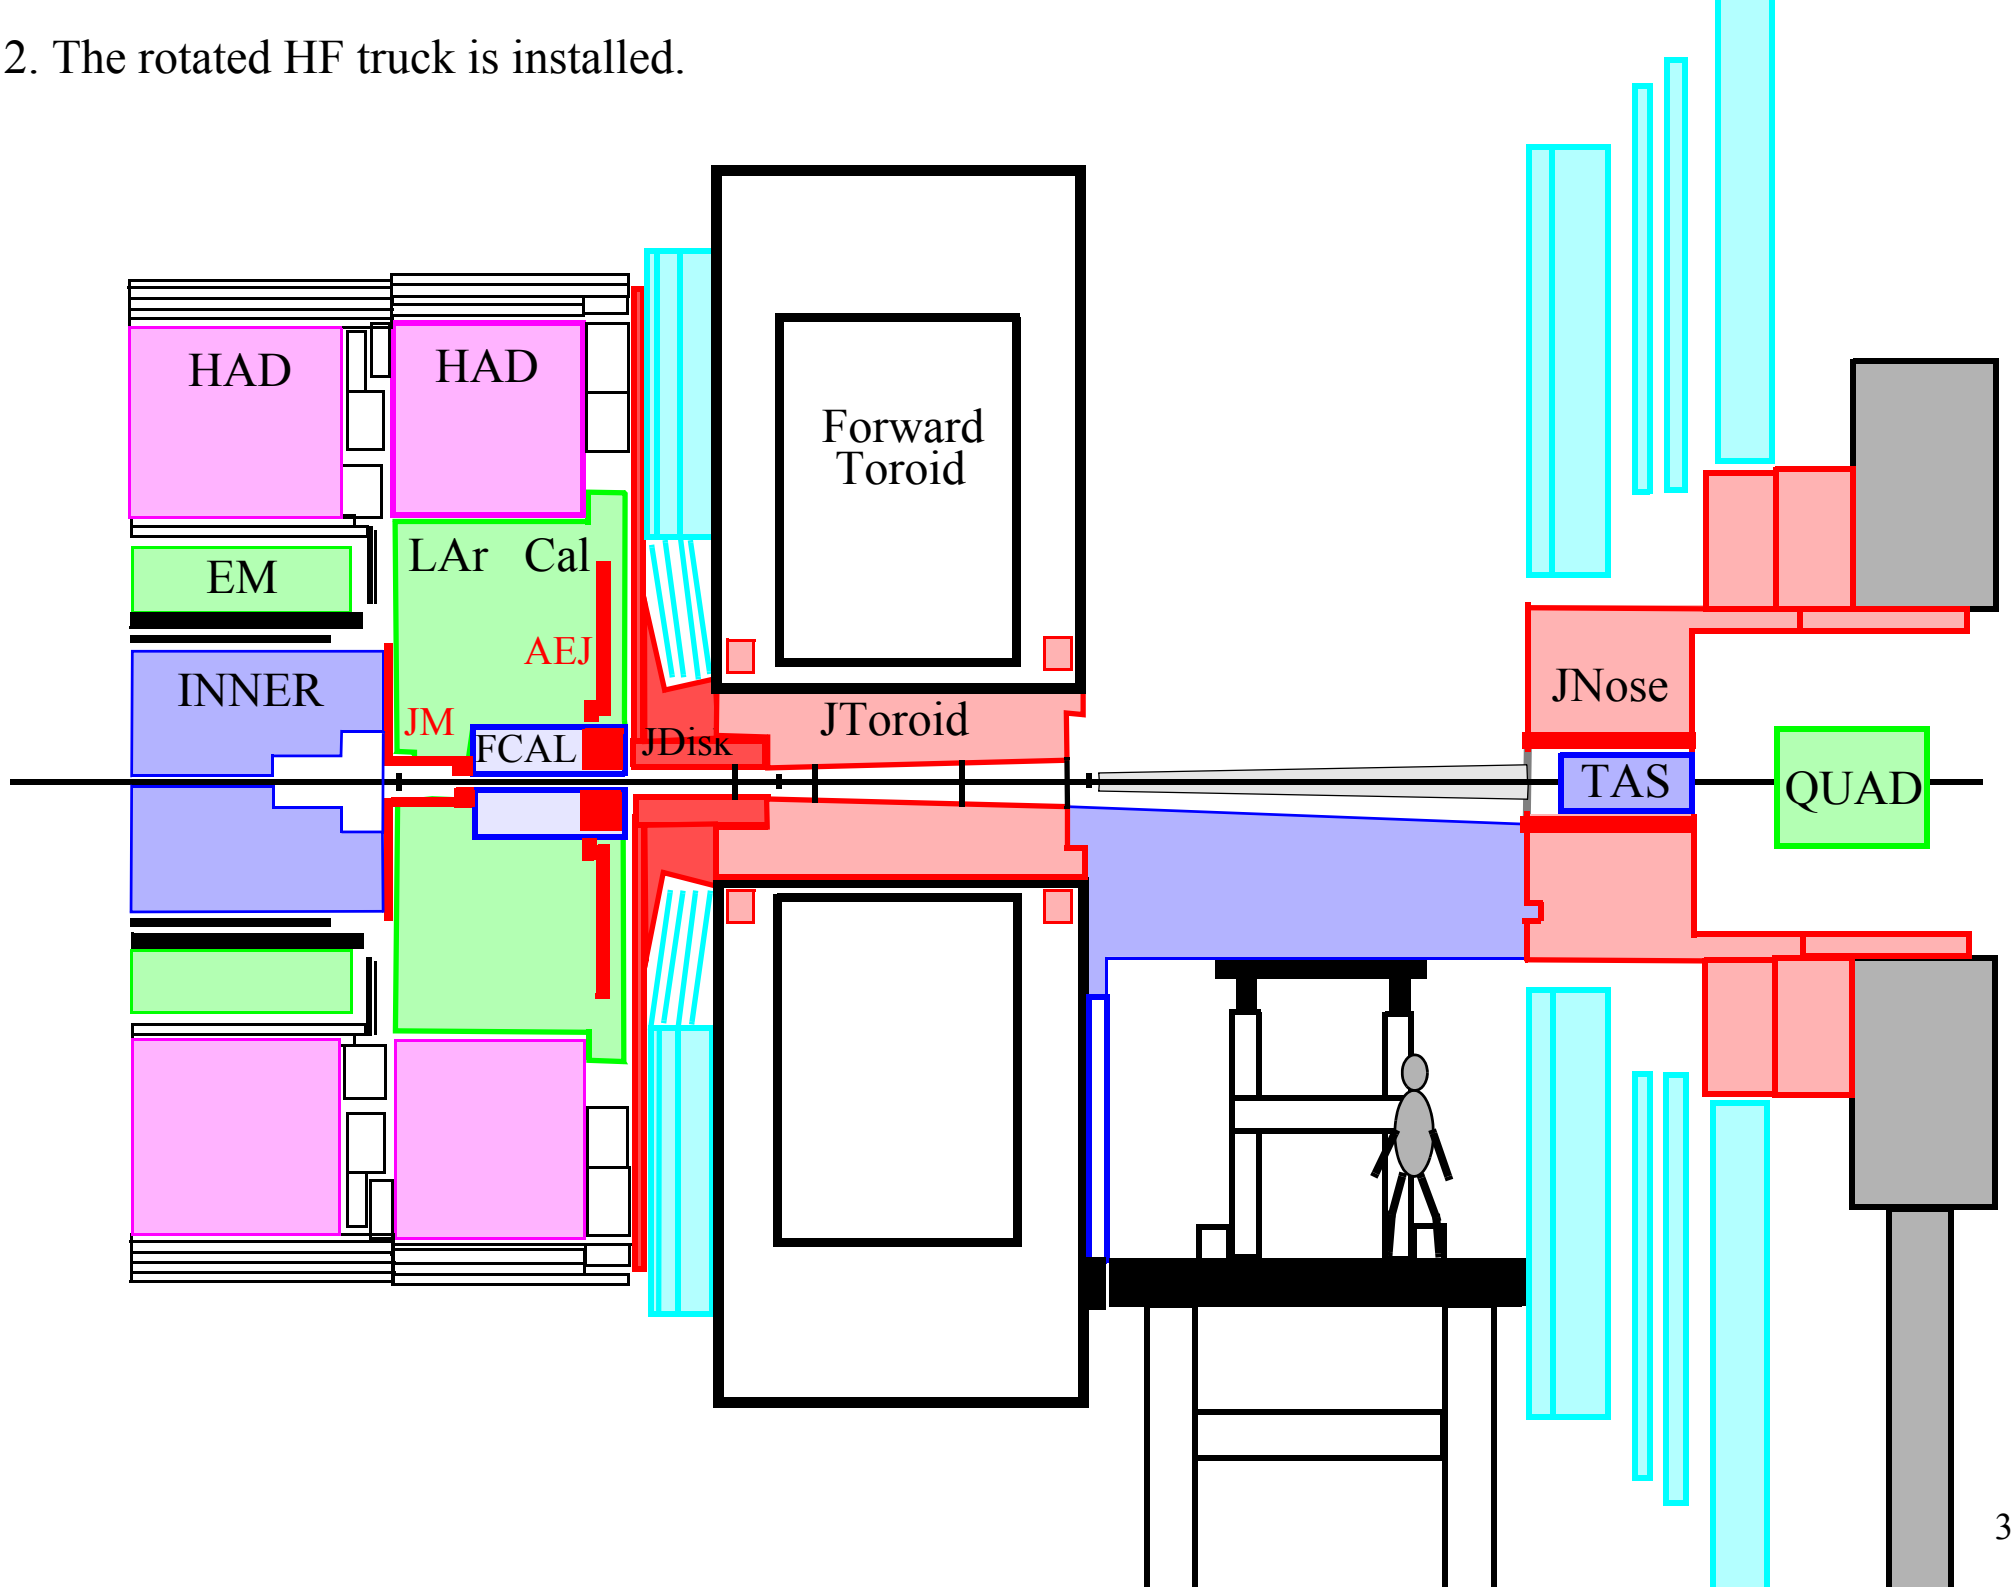 2. The rotated HF truck is installed.
HAD
HAD
Forward
Toroid
LAr Cal
EM
AEJ
INNER
JM
FCAL
JDisk
JToroid
JNose
TAS
QUAD
3